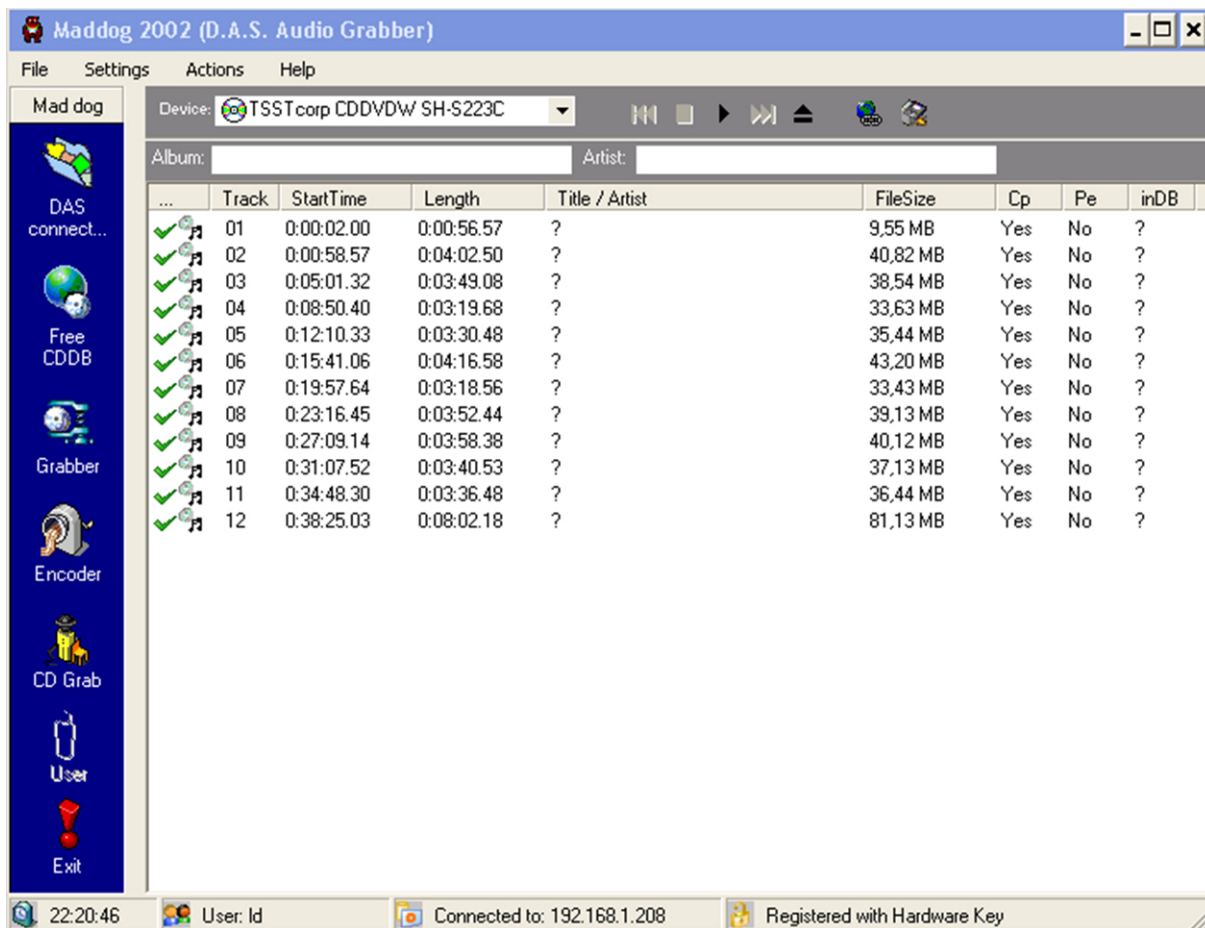 Maddog 2002 (D.A.S. Audio Grabber)
File Settings Actions Help
Mad dog
DAS connect...
Free CDDB
Grabber
Encoder
CD Grab
User
Exit
Device: TSSTcorp CDDVDW SH-S223C
Album: Artist:
... Track StartTime Length Title / Artist FileSize Cp Pe inDB
01 0:00:02.00 0:00:56.57 ? 9,55 MB Yes No ?
02 0:00:58.57 0:04:02.50 ? 40,82 MB Yes No ?
03 0:05:01.32 0:03:49.08 ? 38,54 MB Yes No ?
04 0:08:50.40 0:03:19.68 ? 33,63 MB Yes No ?
05 0:12:10.33 0:03:30.48 ? 35,44 MB Yes No ?
06 0:15:41.06 0:04:16.58 ? 43,20 MB Yes No ?
07 0:19:57.64 0:03:18.56 ? 33,43 MB Yes No ?
08 0:23:16.45 0:03:52.44 ? 39,13 MB Yes No ?
09 0:27:09.14 0:03:58.38 ? 40,12 MB Yes No ?
10 0:31:07.52 0:03:40.53 ? 37,13 MB Yes No ?
11 0:34:48.30 0:03:36.48 ? 36,44 MB Yes No ?
12 0:38:25.03 0:08:02.18 ? 81,13 MB Yes No ?
22:20:46 User: Id Connected to: 192.168.1.208 Registered with Hardware Key